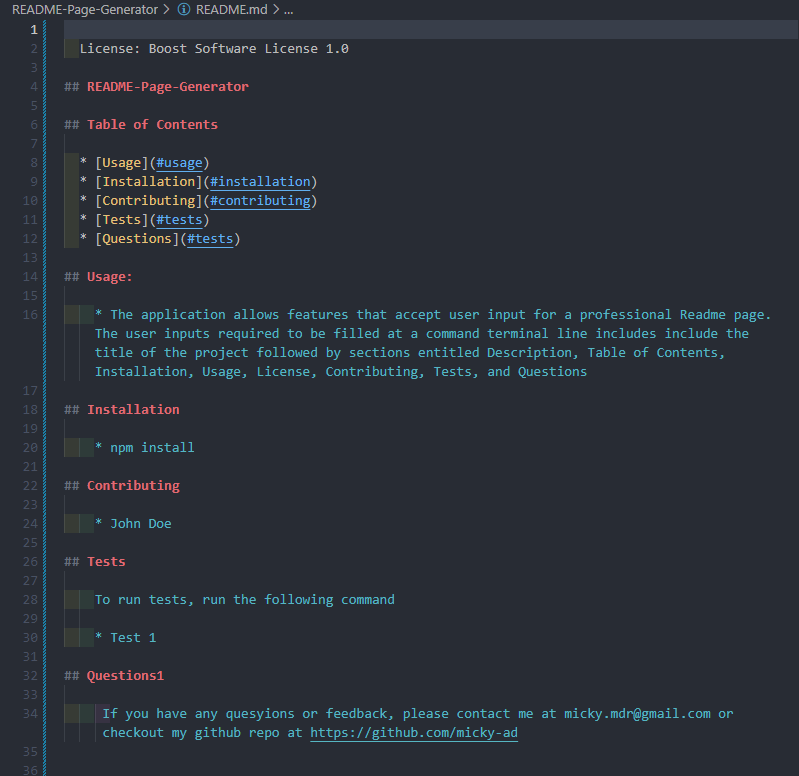 README-Page-Generator > README.md > ...
1
2 License: Boost Software License 1.0
3
4 ## README-Page-Generator
5
6 ## Table of Contents
7
8 * [Usage](#usage)
9 * [Installation](#installation)
10 * [Contributing](#contributing)
11 * [Tests](#tests)
12 * [Questions](#tests)
13
14 ## Usage:
15
16 * The application allows features that accept user input for a professional Readme page.
The user inputs required to be filled at a command terminal line includes include the
title of the project followed by sections entitled Description, Table of Contents,
Installation, Usage, License, Contributing, Tests, and Questions
17
18 ## Installation
19
20 * npm install
21
22 ## Contributing
23
24 * John Doe
25
26 ## Tests
27
28 To run tests, run the following command
29
30 * Test 1
31
32 ## Questions1
33
34 If you have any quesyions or feedback, please contact me at micky.mdr@gmail.com or
checkout my github repo at https://github.com/micky-ad
35
36